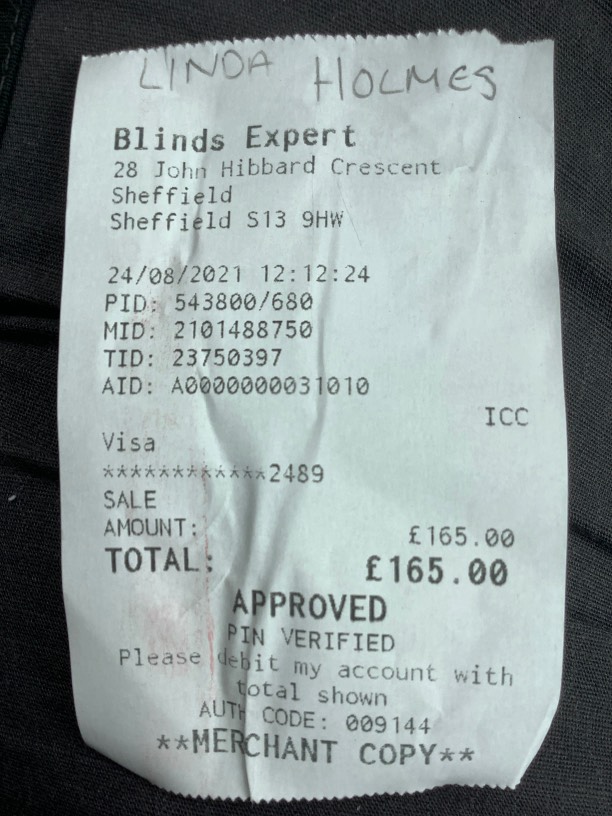 LINDA HOLMES
Blinds Expert
28 John Hibbard Crescent
Sheffield
Sheffield S13 9HW
24/08/2021 12:12:24
PID: 543800/680
MID: 2101488750
TID: 23750397
AID: A0000000031010
ICC
Visa
************2489
SALE
AMOUNT: £165.00
TOTAL: £165.00
APPROVED
PIN VERIFIED
Please debit my account with
total shown
AUTH CODE: 009144
**MERCHANT COPY**